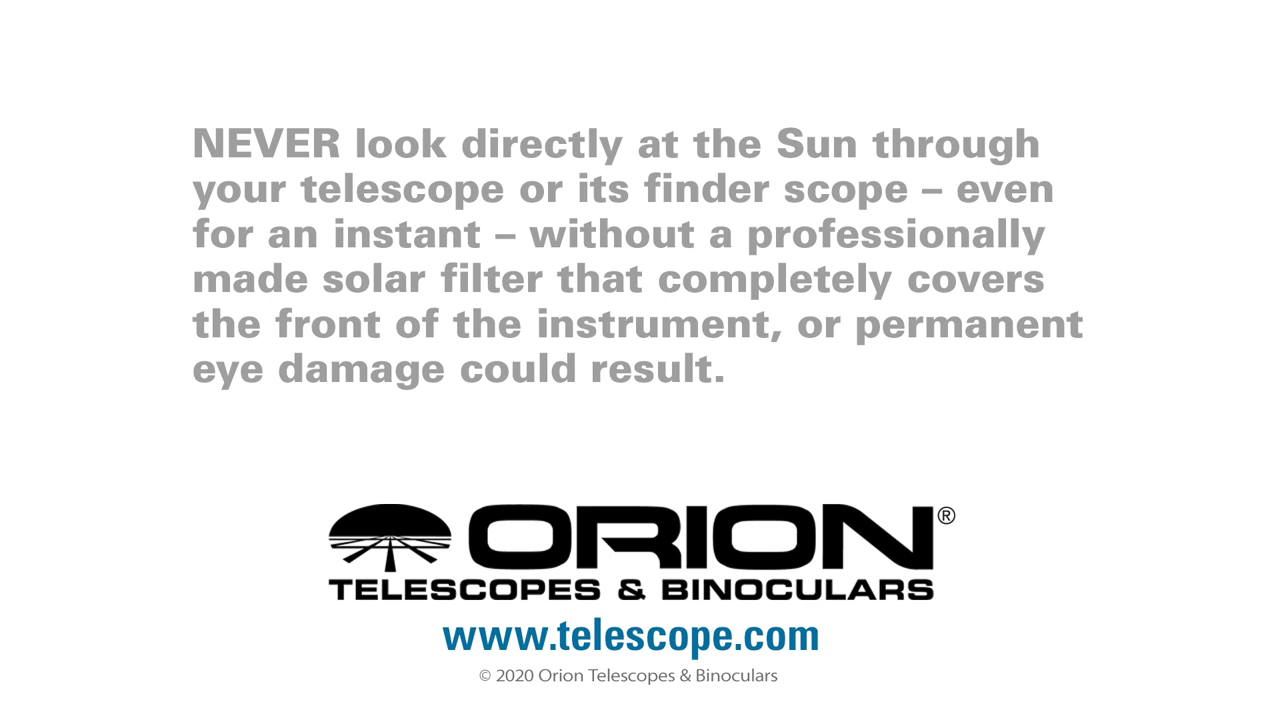 NEVER look directly at the Sun through
your telescope or its finder scope – even
for an instant – without a professionally
made solar filter that completely covers
the front of the instrument, or permanent
eye damage could result.
ORION®
TELESCOPES & BINOCULARS
www.telescope.com
© 2020 Orion Telescopes & Binoculars